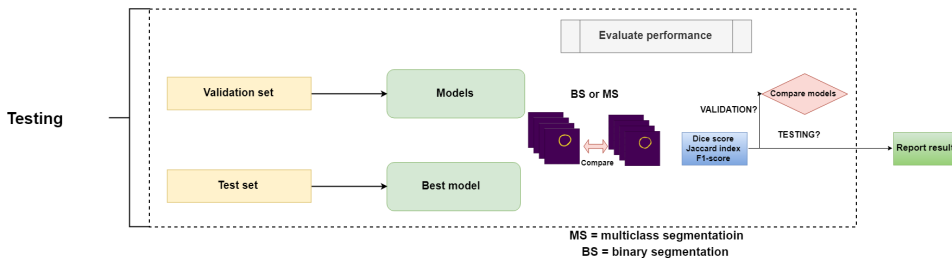 Evaluate performance
Validation set
Models
BS or MS
Compare models
VALIDATION?
Testing
TESTING?
Dice score
Jaccard index
F1-score
Report result
Compare
Test set
Best model
MS = multiclass segmentatioin
BS = binary segmentation